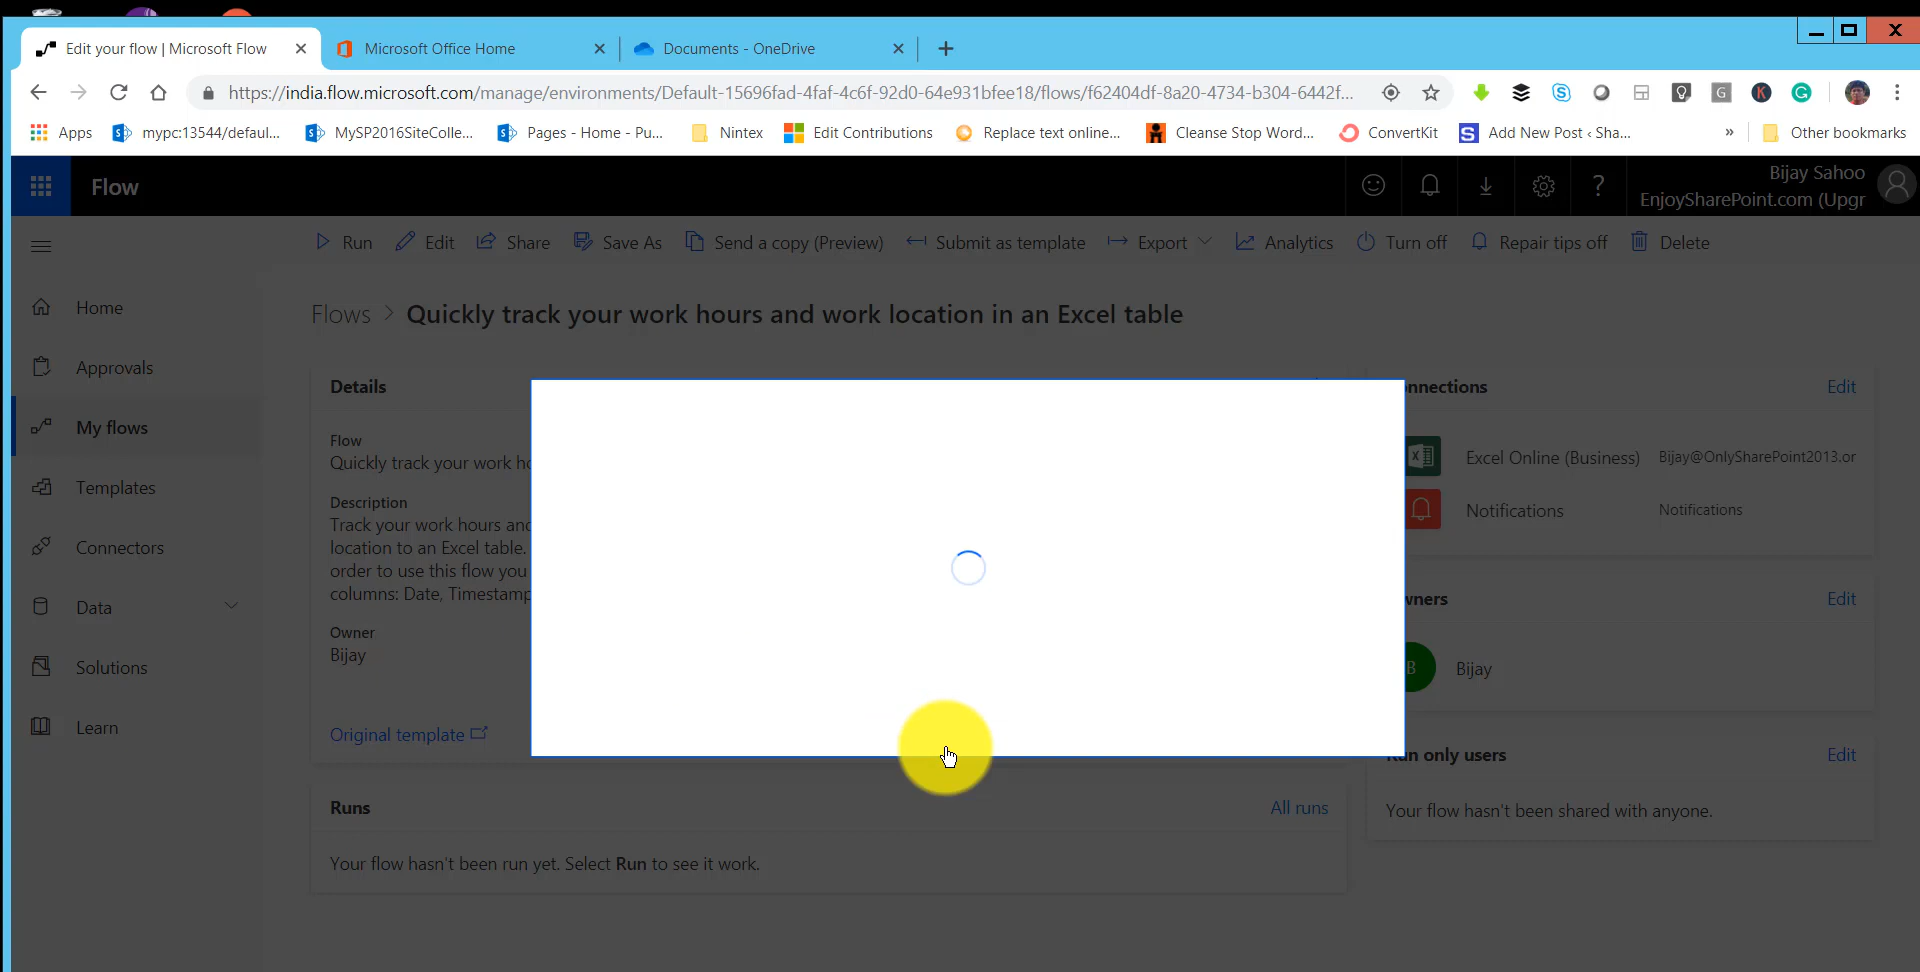 Edit your flow | Microsoft Flow
Microsoft Office Home
Documents - OneDrive
https://india.flow.microsoft.com/manage/environments/Default-15696fad-4faf-4c6f-92d0-64e931bfee18/flows/f62404df-8a20-4734-b304-6442f...
Apps
mypc:13544/defaul...
MySP2016SiteColle...
Pages - Home - Pu...
Nintex
Edit Contributions
Replace text online...
Cleanse Stop Word...
ConvertKit
Add New Post ‹ Sha...
»
Other bookmarks
Flow
Bijay Sahoo
EnjoySharePoint.com (Upgr
Run
Edit
Share
Save As
Send a copy (Preview)
Submit as template
Export
Analytics
Turn off
Repair tips off
Delete
Home
Approvals
My flows
Templates
Connectors
Data
Solutions
Learn
Flows > Quickly track your work hours and work location in an Excel table
Details
Flow
Quickly track your work ho
Description
Track your work hours and
location to an Excel table.
order to use this flow you
columns: Date, Timestamp
Owner
Bijay
Original template
Runs
All runs
Your flow hasn't been run yet. Select Run to see it work.
onnections
Edit
Excel Online (Business)
Bijay@OnlySharePoint2013.or
Notifications
Notifications
wners
Edit
B
Bijay
Run only users
Edit
Your flow hasn't been shared with anyone.